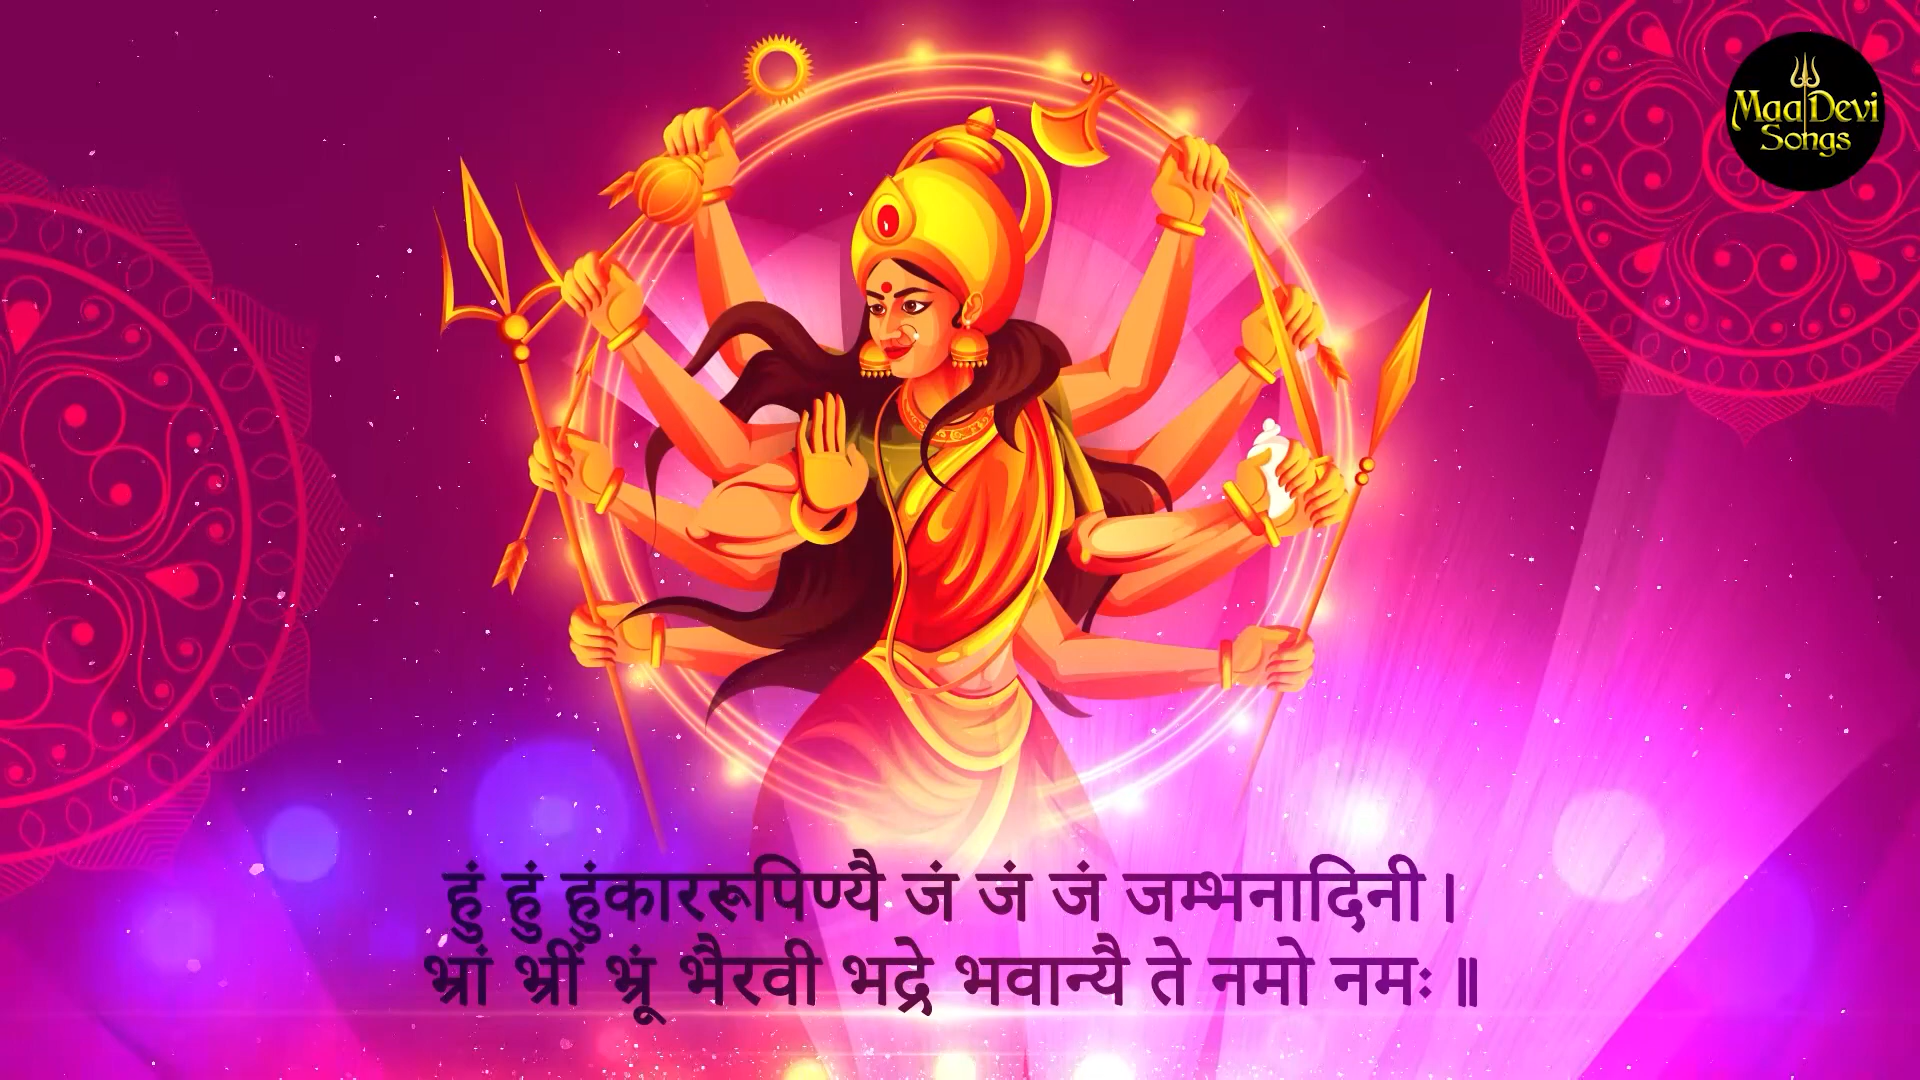 Maa Devi
Songs
हुं हुं हुंकाररूपिण्यै जं जं जं जम्भनादिनी।
भ्रां भ्रीं भ्रूं भैरवी भद्रे भवान्यै ते नमो नमः॥